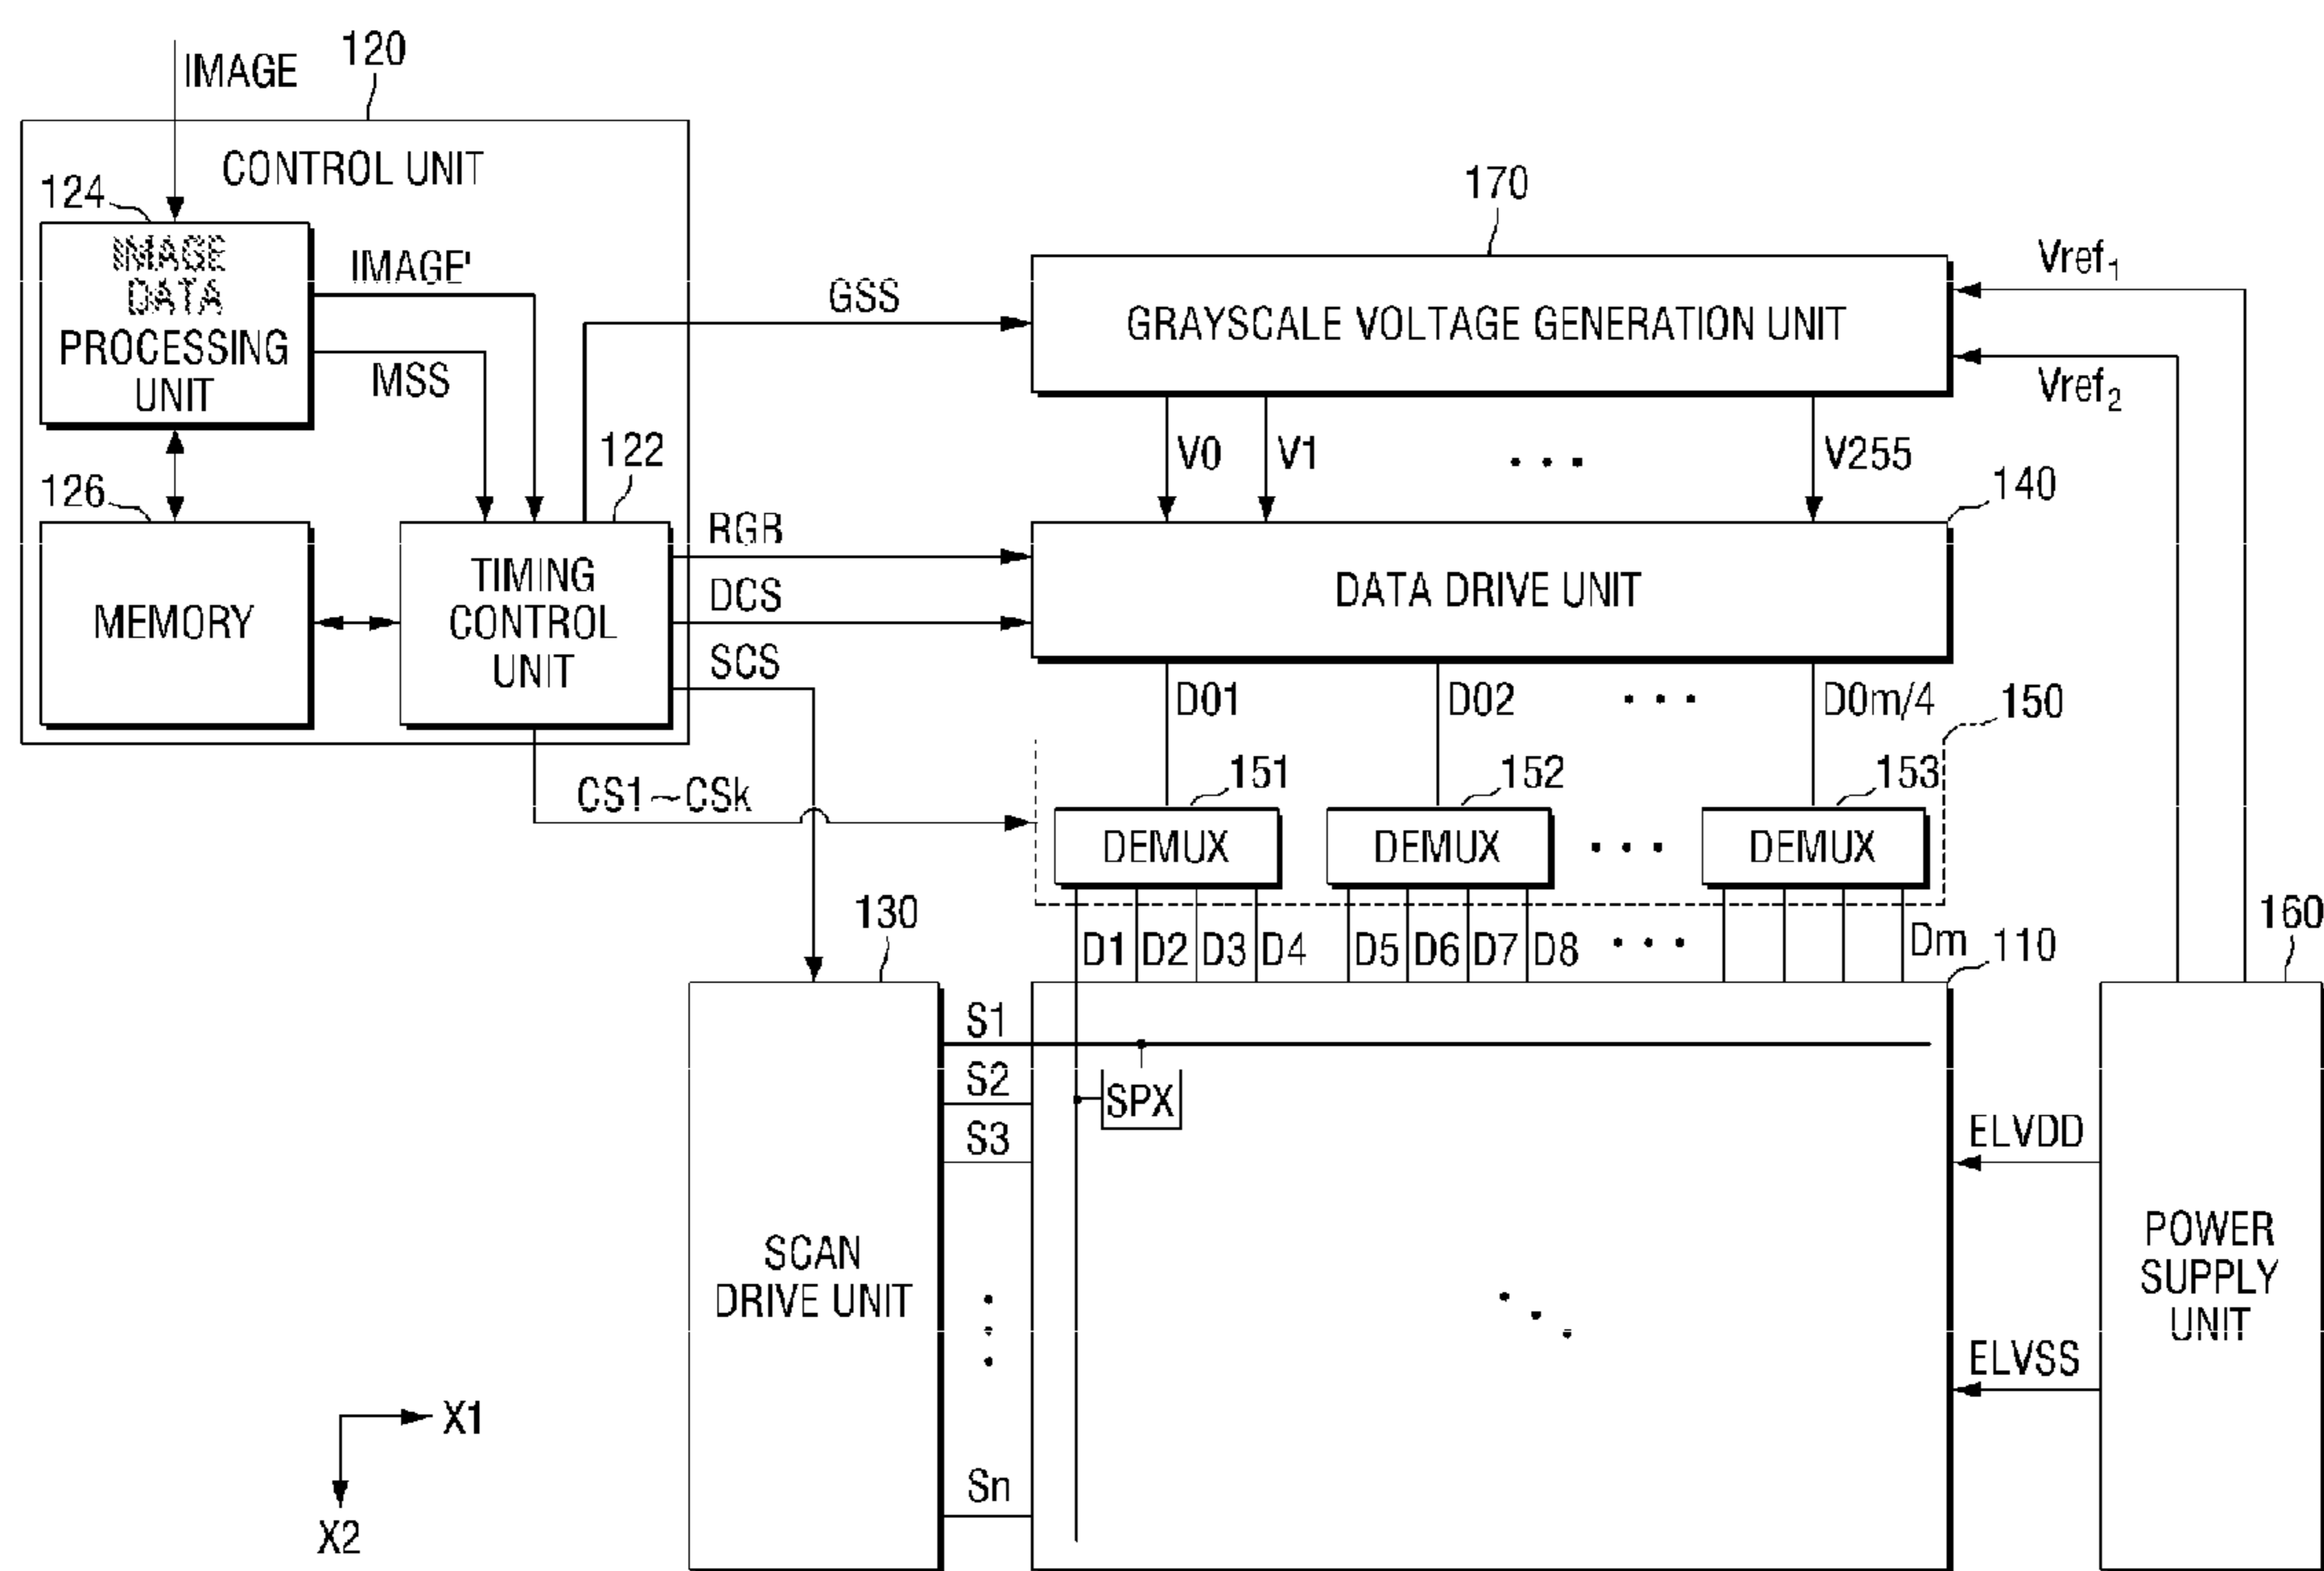 120
IMAGE
CONTROL UNIT
124
170
IMAGE
DATA
PROCESSING
UNIT
IMAGE'
MSS
GSS
GRAYSCALE VOLTAGE GENERATION UNIT
Vref1
Vref2
V0
V1
• • •
V255
122
126
140
MEMORY
TIMING
CONTROL
UNIT
RGB
DCS
SCS
DATA DRIVE UNIT
D01
D02
• • •
D0m/4
150
CS1~CSk
151
152
153
DEMUX
DEMUX
• • •
DEMUX
130
D1
D2
D3
D4
D5
D6
D7
D8
• • •
Dm
110
160
S1
S2
S3
Sn
SPX
SCAN
DRIVE UNIT
ELVDD
ELVSS
POWER
SUPPLY
UNIT
X1
X2